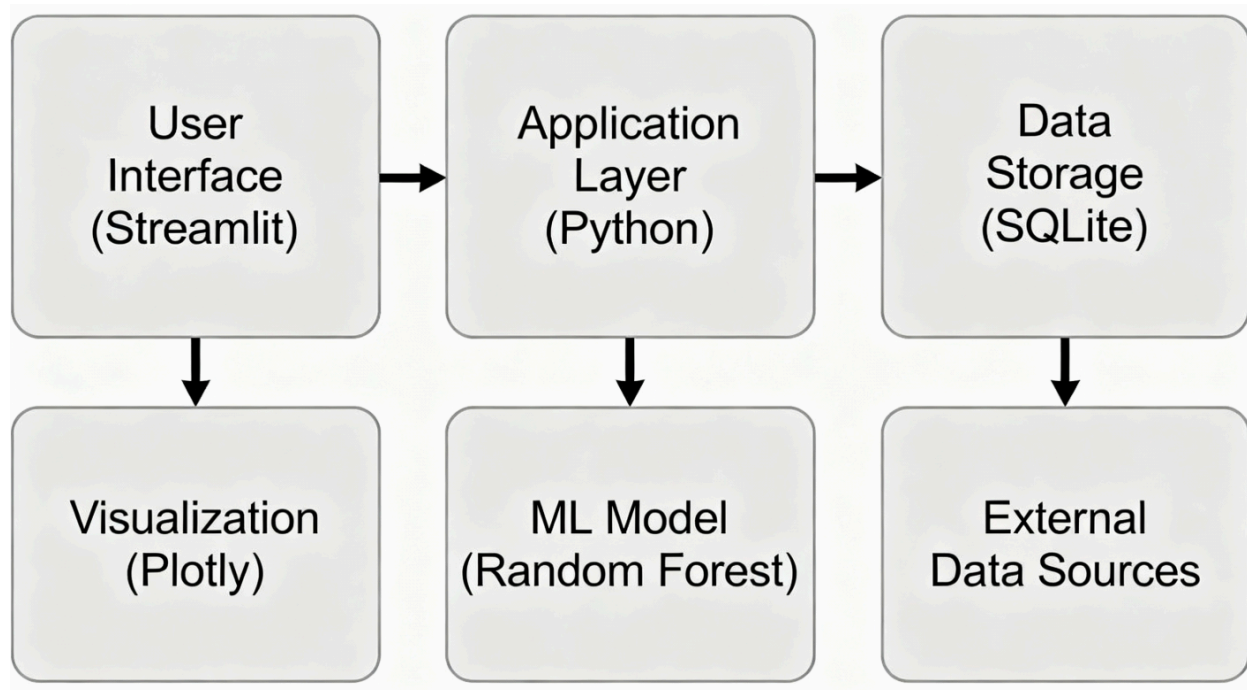 User
Interface
(Streamlit)
Application
Layer
(Python)
Data
Storage
(SQLite)
Visualization
(Plotly)
ML Model
(Random Forest)
External
Data Sources